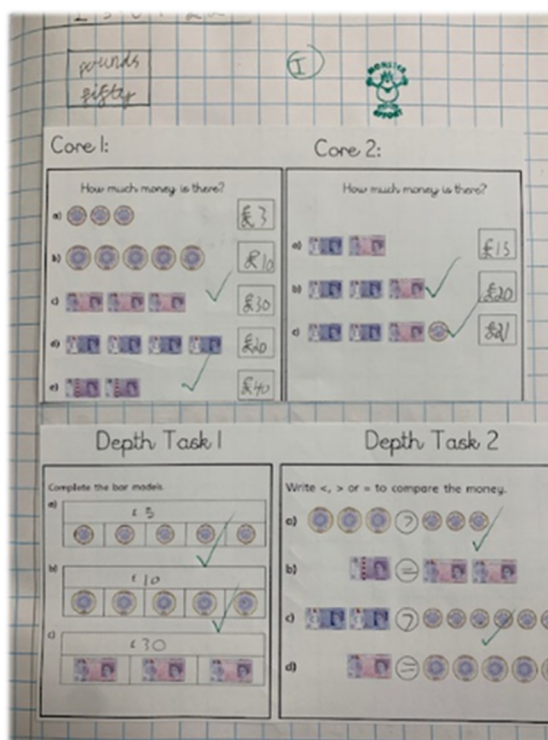 pounds
fifty
I
MONSTER
EFFORT
Core 1:
How much money is there?
a)
£3
b)
£10
c)
£30
d)
£20
e)
£40
Core 2:
How much money is there?
a)
£15
b)
£20
c)
£21
Depth Task 1
Complete the bar models.
a)
£5
b)
£10
c)
£30
Depth Task 2
Write <, > or = to compare the money.
a)
>
b)
=
c)
>
d)
=